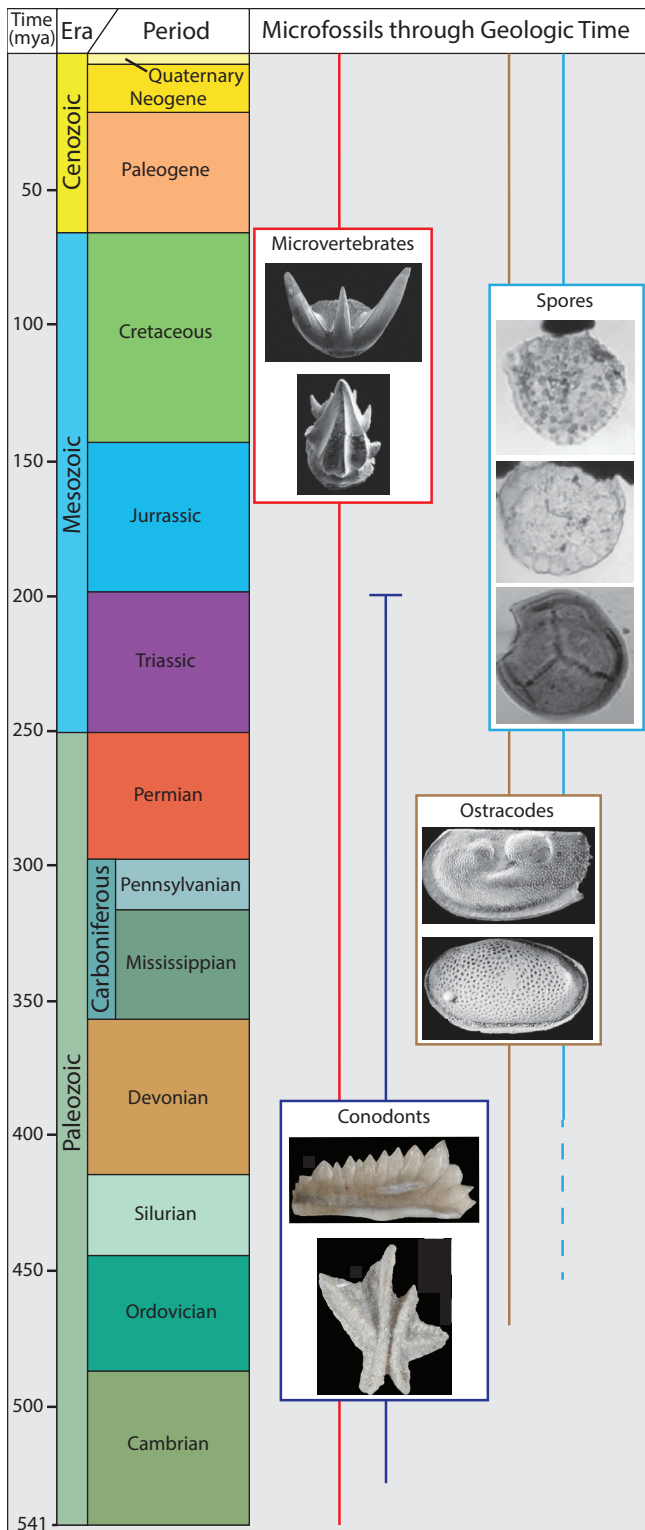 Time
(mya)
Era
Period
Microfossils through Geologic Time
Quaternary
Neogene
Cenozoic
Paleogene
50
Microvertebrates
Spores
Cretaceous
100
Mesozoic
150
Jurrassic
200
Triassic
250
Permian
Ostracodes
300
Carboniferous
Pennsylvanian
Mississippian
350
Paleozoic
Devonian
Conodonts
400
Silurian
450
Ordovician
500
Cambrian
541